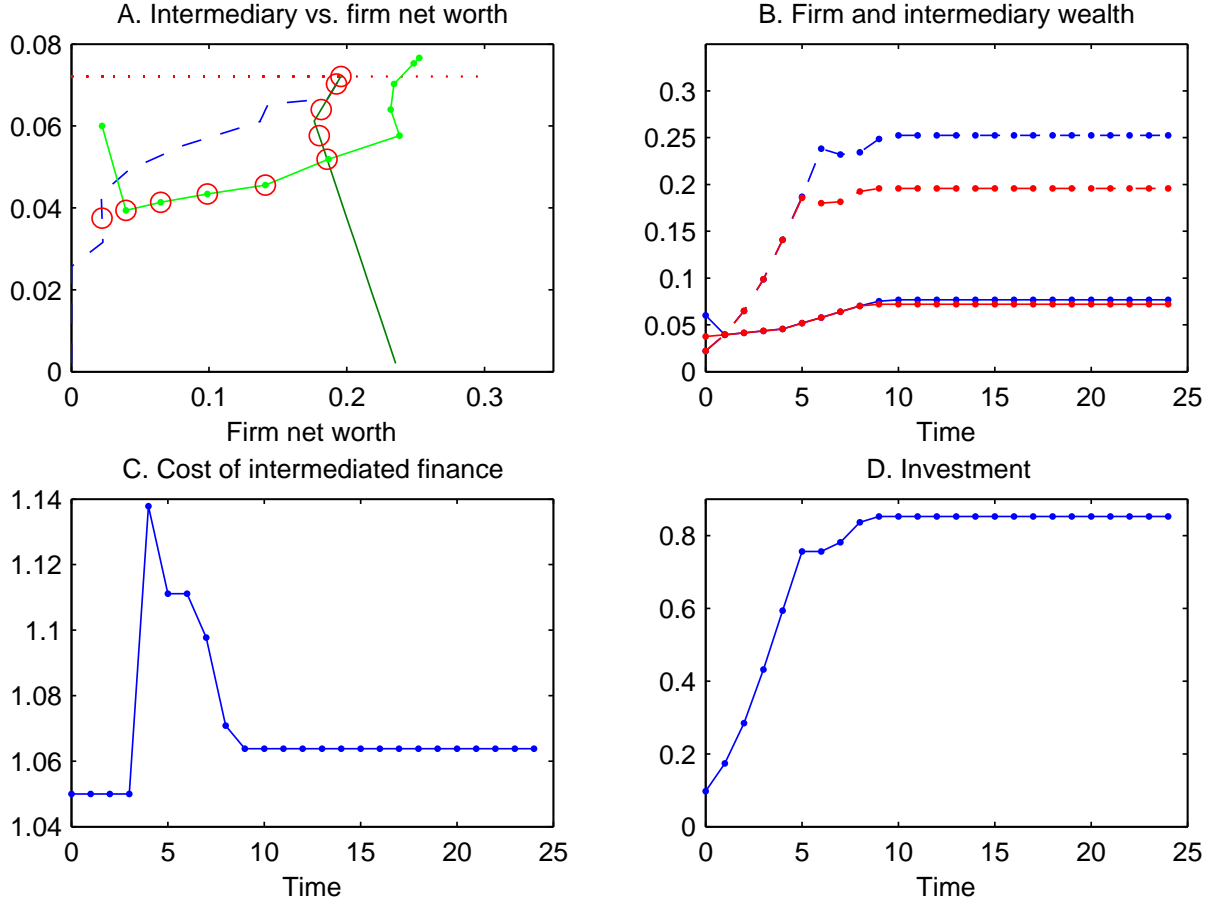 A. Intermediary vs. firm net worth
0.08
0.06
0.04
0.02
0
0 0.1 0.2 0.3
Firm net worth
B. Firm and intermediary wealth
0.3
0.25
0.2
0.15
0.1
0.05
0
0 5 10 15 20 25
Time
C. Cost of intermediated finance
1.14
1.12
1.1
1.08
1.06
1.04
0 5 10 15 20 25
Time
D. Investment
0.8
0.6
0.4
0.2
0
0 5 10 15 20 25
Time